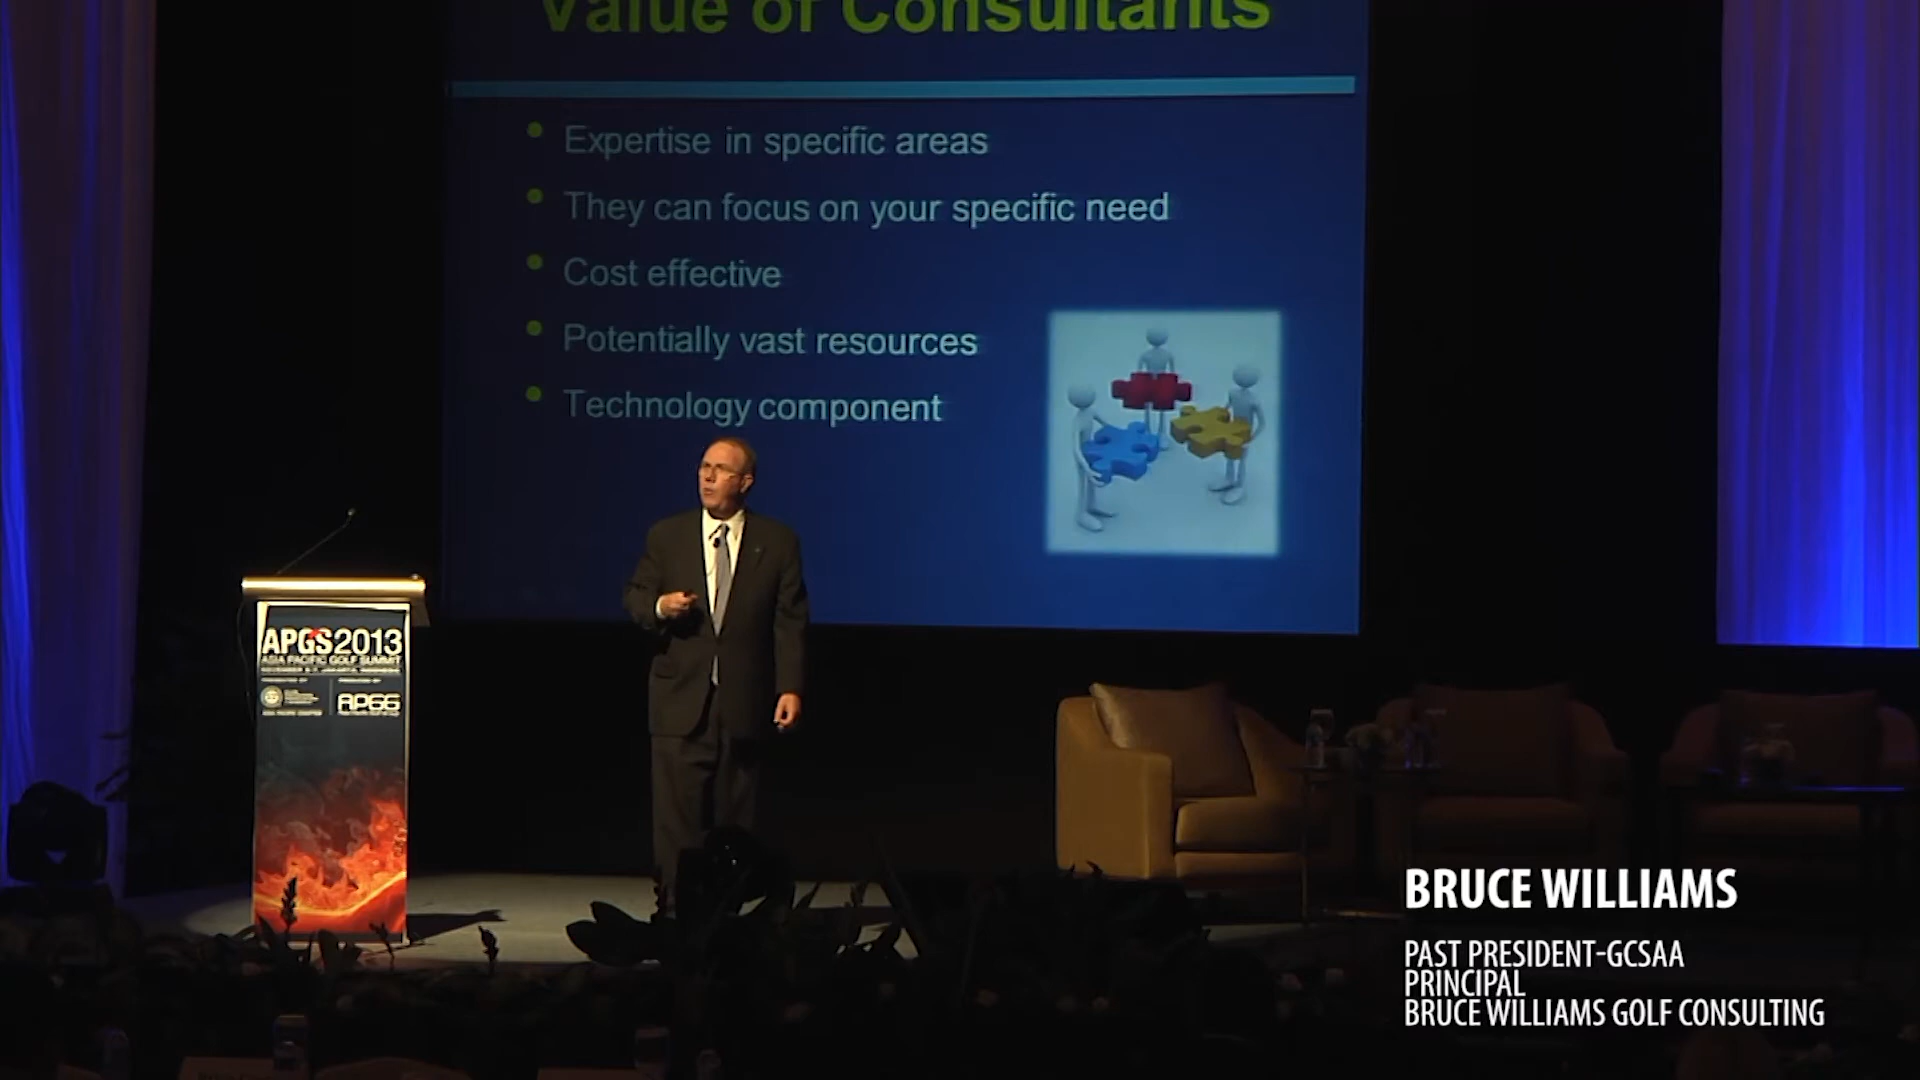 Value of Consultants
Expertise in specific areas
They can focus on your specific need
Cost effective
Potentially vast resources
Technology component
APGS2013
ASIA PACIFIC GOLF SUMMIT
APGG
BRUCE WILLIAMS
PAST PRESIDENT-GCSAA
PRINCIPAL
BRUCE WILLIAMS GOLF CONSULTING